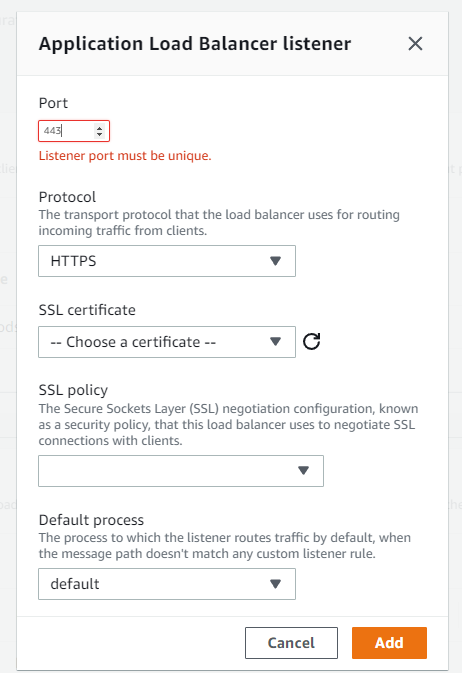 Application Load Balancer listener
Port
443
Listener port must be unique.
Protocol
The transport protocol that the load balancer uses for routing
incoming traffic from clients.
HTTPS
SSL certificate
-- Choose a certificate --
SSL policy
The Secure Sockets Layer (SSL) negotiation configuration, known
as a security policy, that this load balancer uses to negotiate SSL
connections with clients.
Default process
The process to which the listener routes traffic by default, when
the message path doesn't match any custom listener rule.
default
Cancel
Add